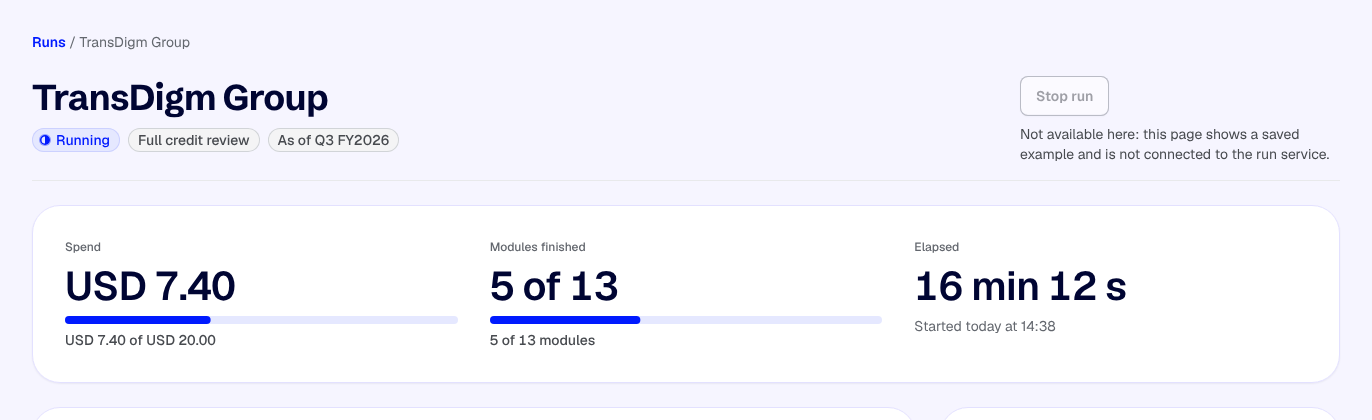 Runs / TransDigm Group
TransDigm Group
Stop run
Running
Full credit review
As of Q3 FY2026
Not available here: this page shows a saved
example and is not connected to the run service.
Spend
USD 7.40
USD 7.40 of USD 20.00
Modules finished
5 of 13
5 of 13 modules
Elapsed
16 min 12 s
Started today at 14:38